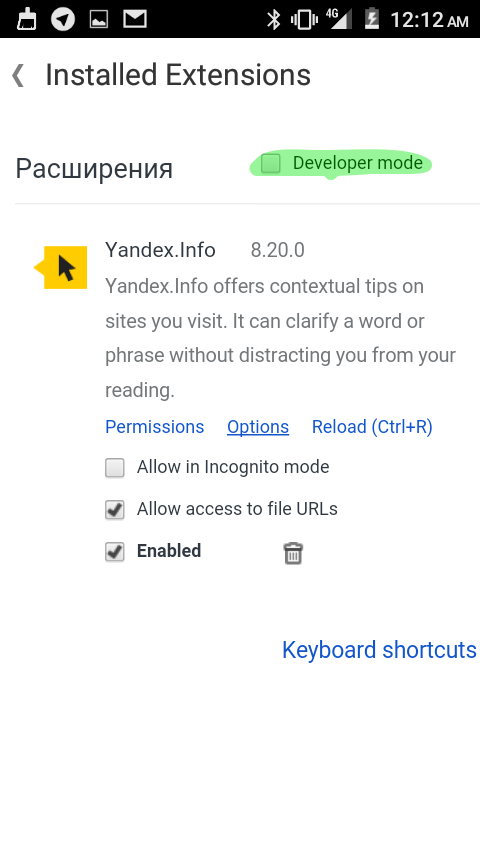 4G 12:12 AM
Installed Extensions
Расширения
Developer mode
Yandex.Info 8.20.0
Yandex.Info offers contextual tips on
sites you visit. It can clarify a word or
phrase without distracting you from your
reading.
Permissions Options Reload (Ctrl+R)
Allow in Incognito mode
Allow access to file URLs
Enabled
Keyboard shortcuts